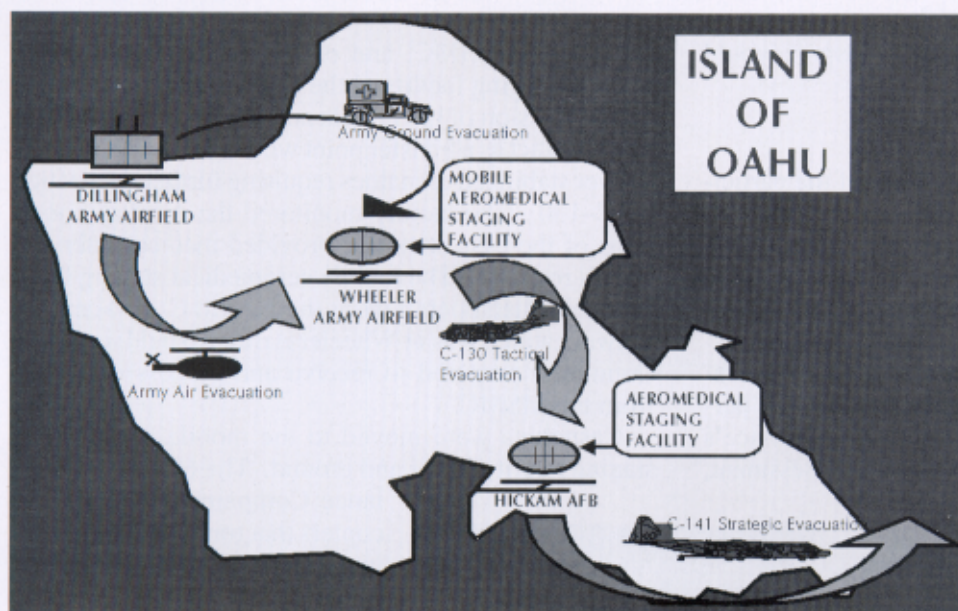 ISLAND
OF
OAHU
Army Ground Evacuation
DILLINGHAM
ARMY AIRFIELD
MOBILE
AEROMEDICAL
STAGING
FACILITY
WHEELER
ARMY AIRFIELD
C-130 Tactical
Evacuation
Army Air Evacuation
AEROMEDICAL
STAGING
FACILITY
HICKAM AFB
C-141 Strategic Evacuation